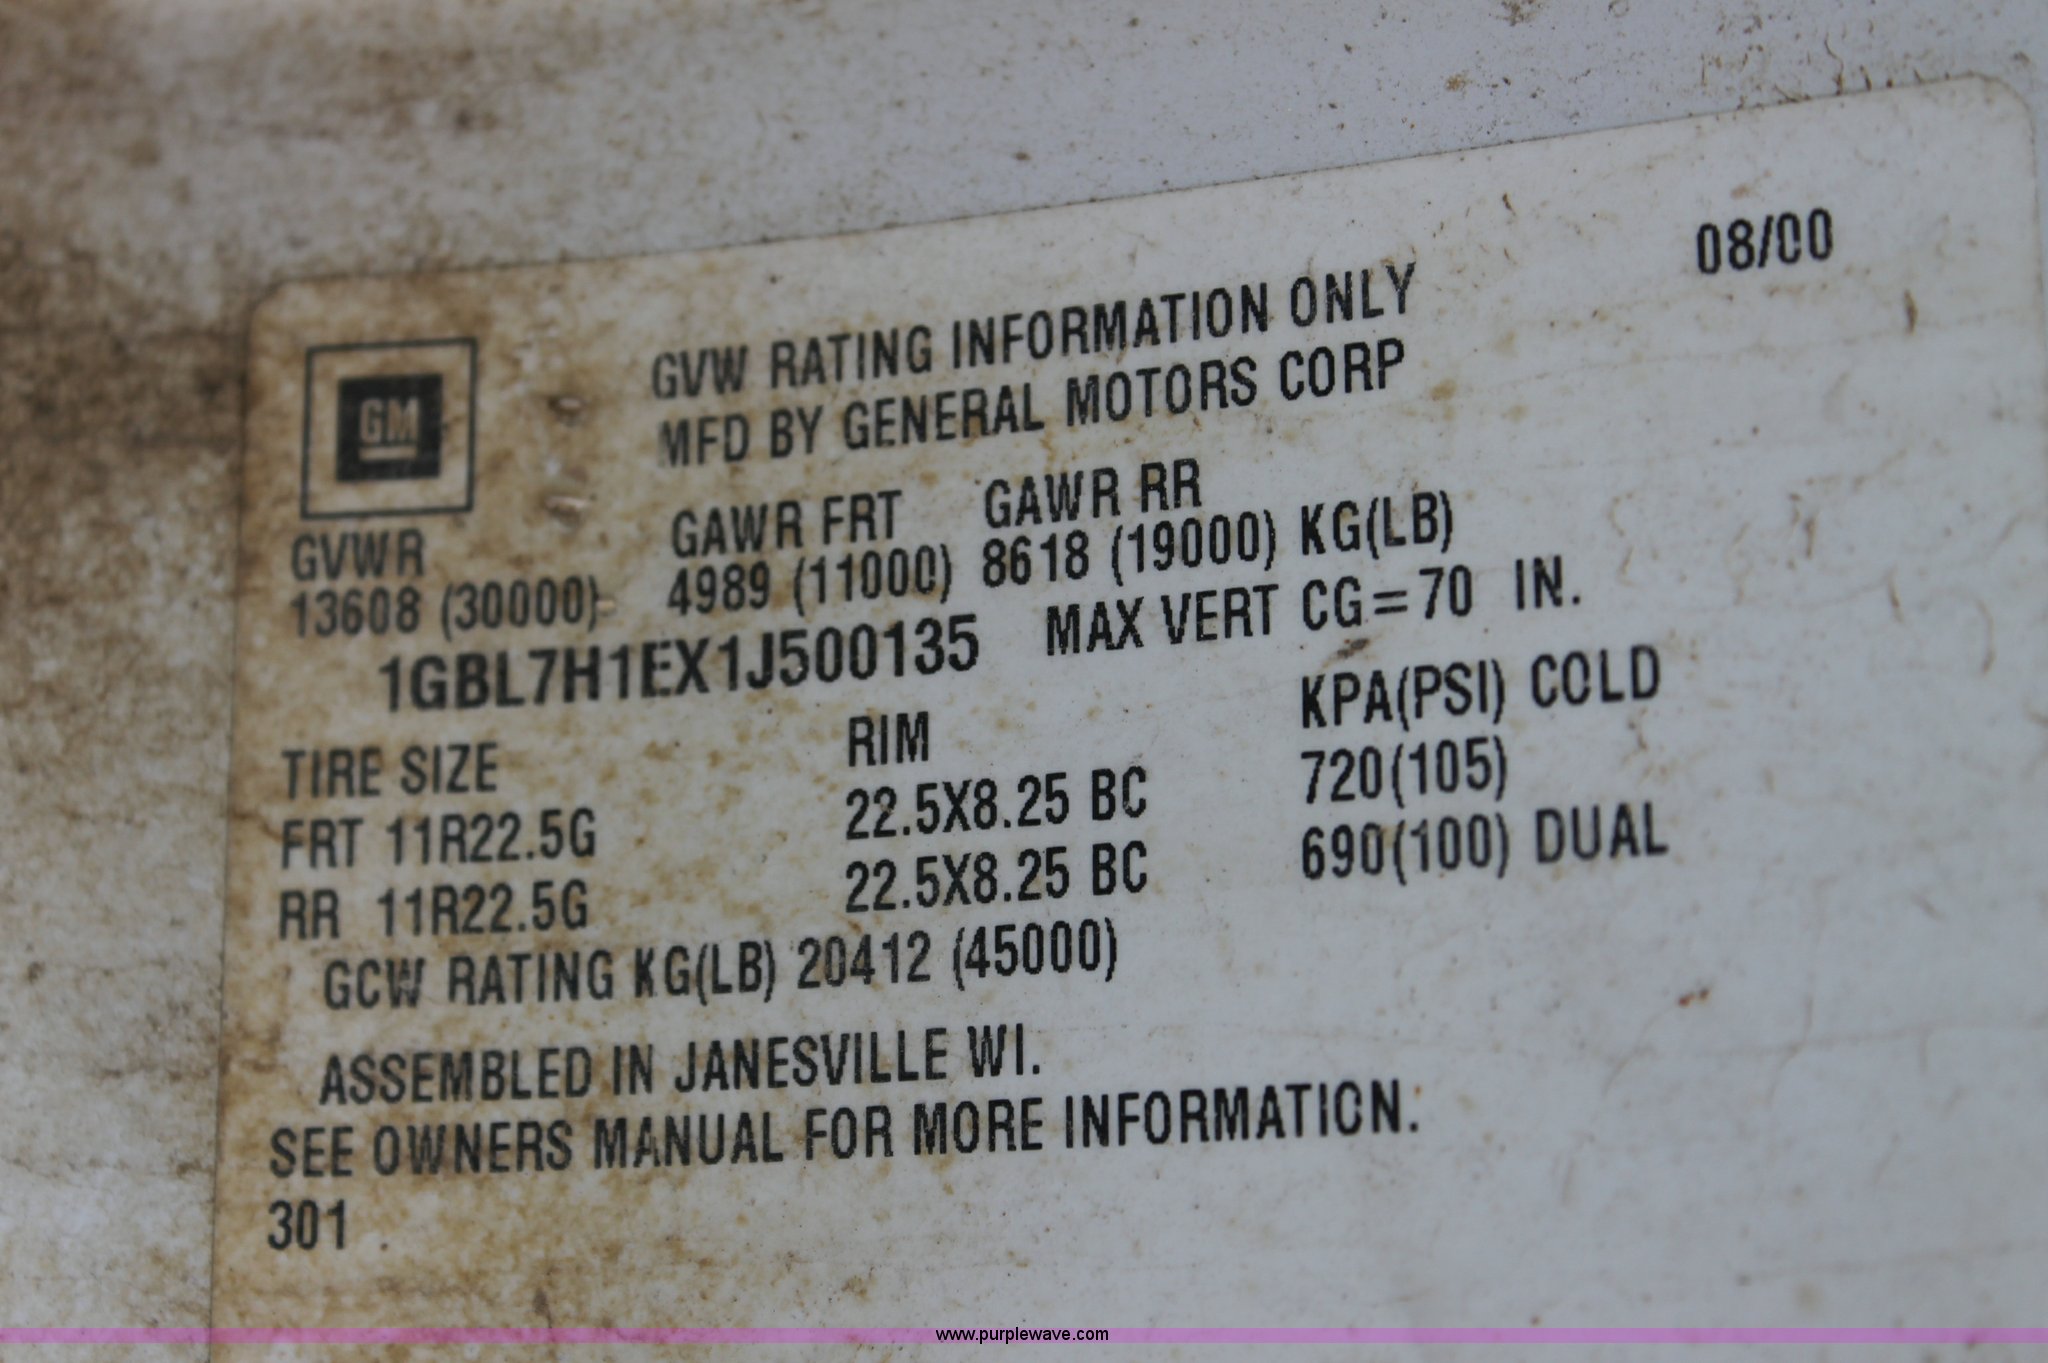 08/00
GVW RATING INFORMATION ONLY
MFD BY GENERAL MOTORS CORP
GM
GVWR GAWR FRT GAWR RR
13608 (30000) 4989 (11000) 8618 (19000) KG(LB)
1GBL7H1EX1J500135 MAX VERT CG=70 IN.
TIRE SIZE RIM KPA(PSI) COLD
FRT 11R22.5G 22.5X8.25 BC 720(105)
RR 11R22.5G 22.5X8.25 BC 690(100) DUAL
GCW RATING KG(LB) 20412 (45000)
ASSEMBLED IN JANESVILLE WI.
SEE OWNERS MANUAL FOR MORE INFORMATION.
301
www.purplewave.com